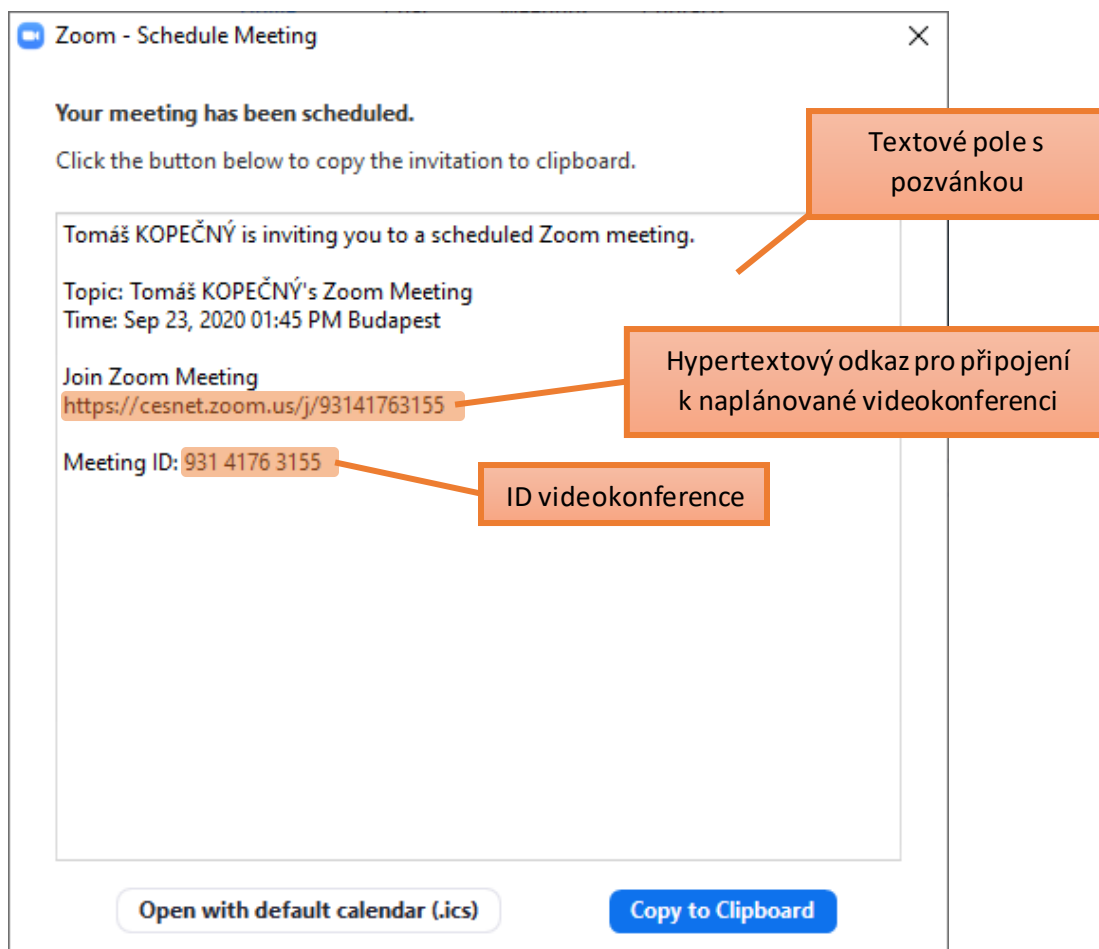 Zoom - Schedule Meeting
Your meeting has been scheduled.
Click the button below to copy the invitation to clipboard.
Textové pole s
pozvánkou
Tomáš KOPEČNÝ is inviting you to a scheduled Zoom meeting.
Topic: Tomáš KOPEČNÝ's Zoom Meeting
Time: Sep 23, 2020 01:45 PM Budapest
Hypertextový odkaz pro připojení
k naplánované videokonferenci
Join Zoom Meeting
https://cesnet.zoom.us/j/93141763155
Meeting ID: 931 4176 3155
ID videokonference
Open with default calendar (.ics)
Copy to Clipboard